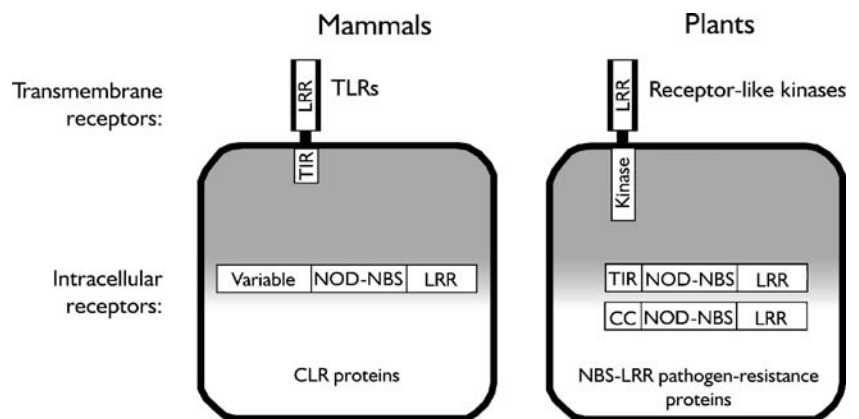 Mammals Plants
Transmembrane receptors:
LRR
TLRs
TIR
LRR
Receptor-like kinases
Kinase
Intracellular receptors:
Variable NOD-NBS LRR
CLR proteins
TIR NOD-NBS LRR
CC NOD-NBS LRR
NBS-LRR pathogen-resistance
proteins